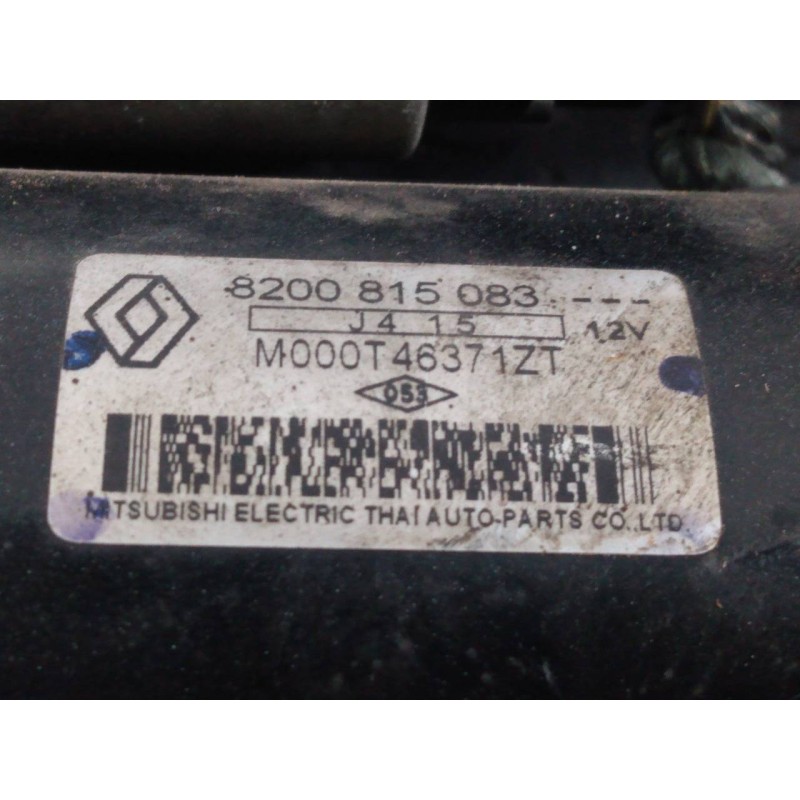 8200 815 083 ---
J4 15 12V
M000T46371ZT
053
MITSUBISHI ELECTRIC THAI AUTO-PARTS CO.,LTD.